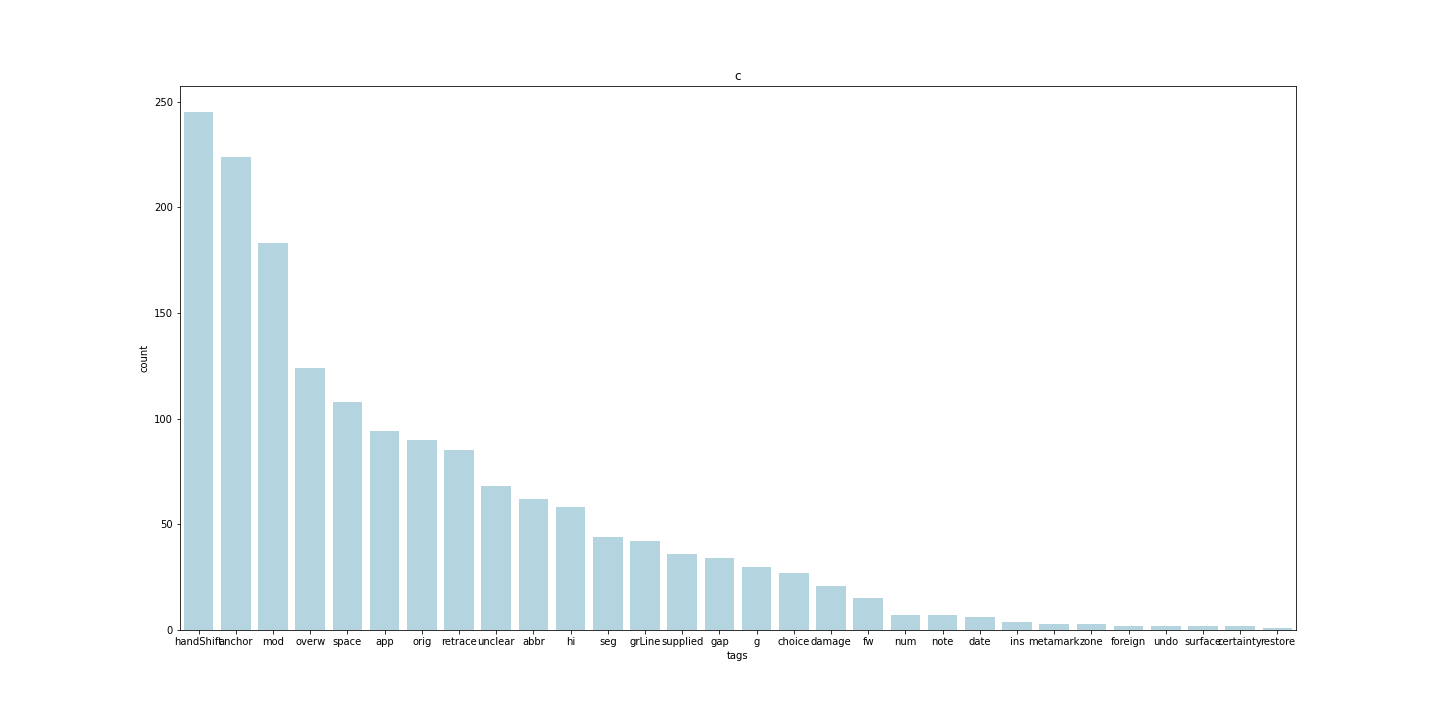 c
250
200
150
100
50
0
count
handShift anchor mod overw space app orig retrace unclear abbr hi seg grLine supplied gap g choice damage fw num note date ins metamark zone foreign undo surface certainty restore
tags